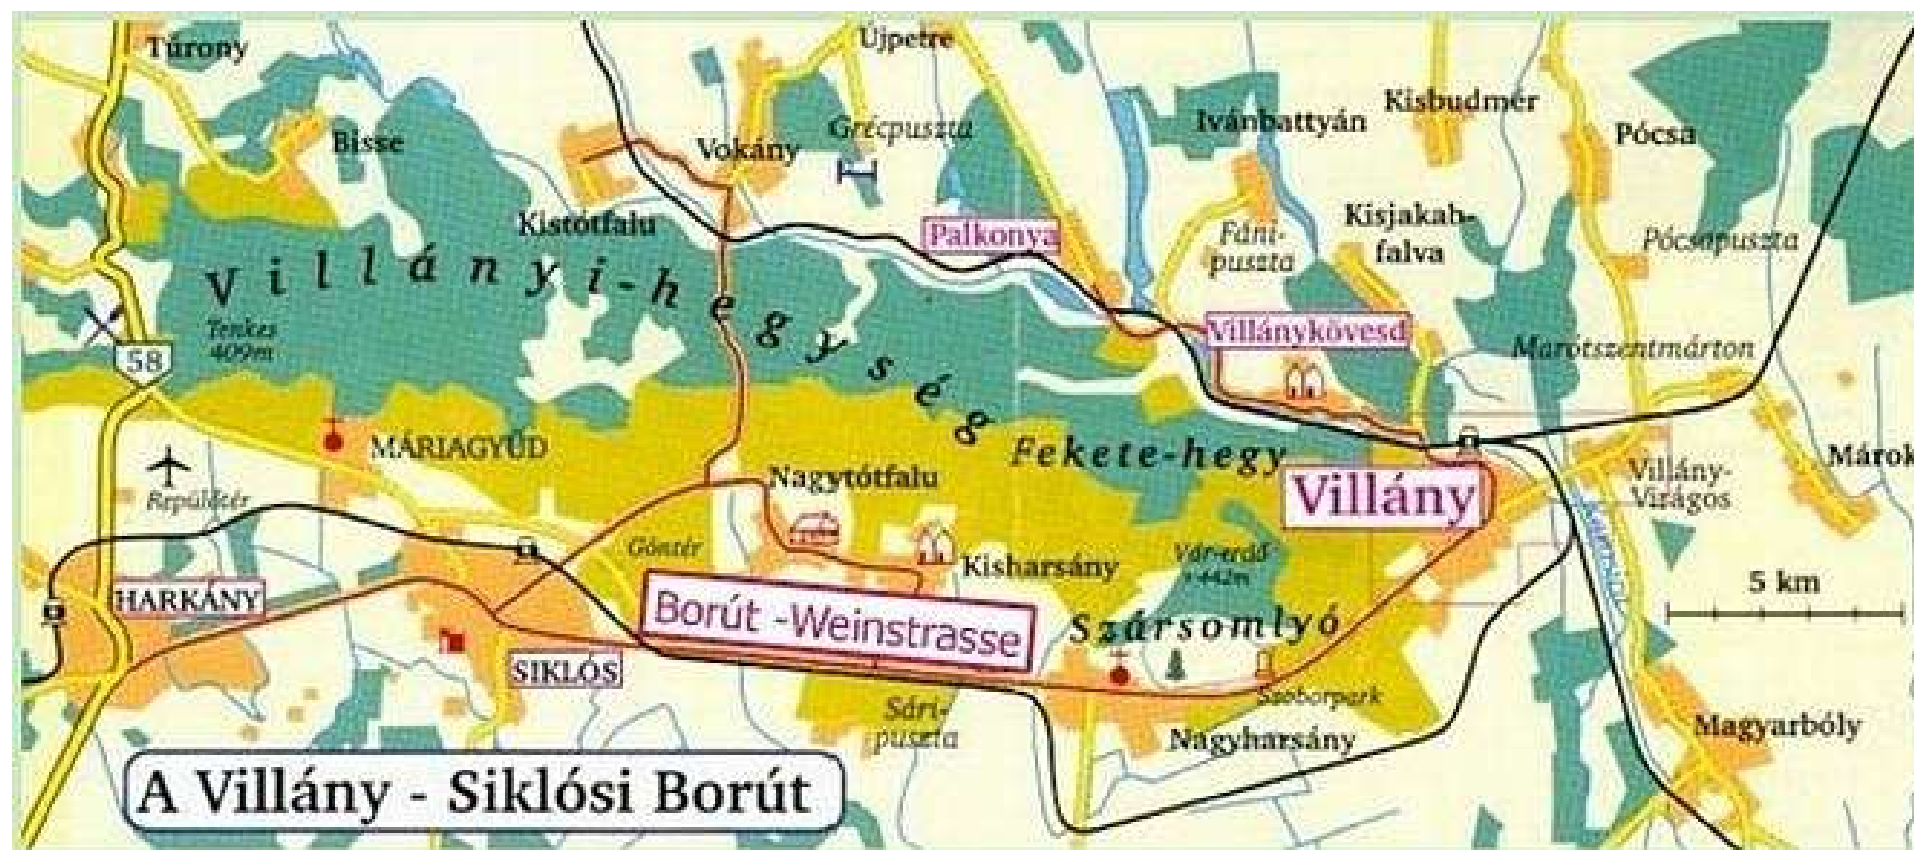 Túrony
Újpetre
Bisse
Vokány
Grécpuszta
Ivánbattyán
Kisbudmér
Pócsa
Kistótfalu
Palkonya
Fáni-
puszta
Kisjakab-
falva
Pócsapuszta
Villányi-hegység
Tenkes
409m
58
Villánykövesd
Marótszentmárton
MÁRIAGYŰD
Repülőtér
Nagytótfalu
Fekete-hegy
Villány
Villány-
Virágos
Márok
Góntér
Kisharsány
Vár-erdő
442m
HARKÁNY
Borút -Weinstrasse
Szársomlyó
5 km
SIKLÓS
Sári-
puszta
Szoborpark
Nagyharsány
Magyarbóly
A Villány - Siklósi Borút